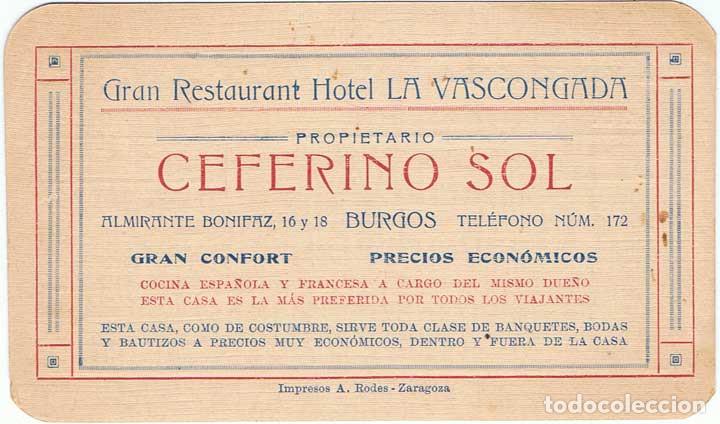 Gran Restaurant Hotel LA VASCONGADA
PROPIETARIO
CEFERINO SOL
ALMIRANTE BONIFAZ, 16 y 18 BURGOS TELÉFONO NÚM. 172
GRAN CONFORT PRECIOS ECONÓMICOS
COCINA ESPAÑOLA Y FRANCESA A CARGO DEL MISMO DUEÑO
ESTA CASA ES LA MÁS PREFERIDA POR TODOS LOS VIAJANTES
ESTA CASA, COMO DE COSTUMBRE, SIRVE TODA CLASE DE BANQUETES, BODAS
Y BAUTIZOS A PRECIOS MUY ECONÓMICOS, DENTRO Y FUERA DE LA CASA
Impresos A. Rodes - Zaragoza
todocoleccion